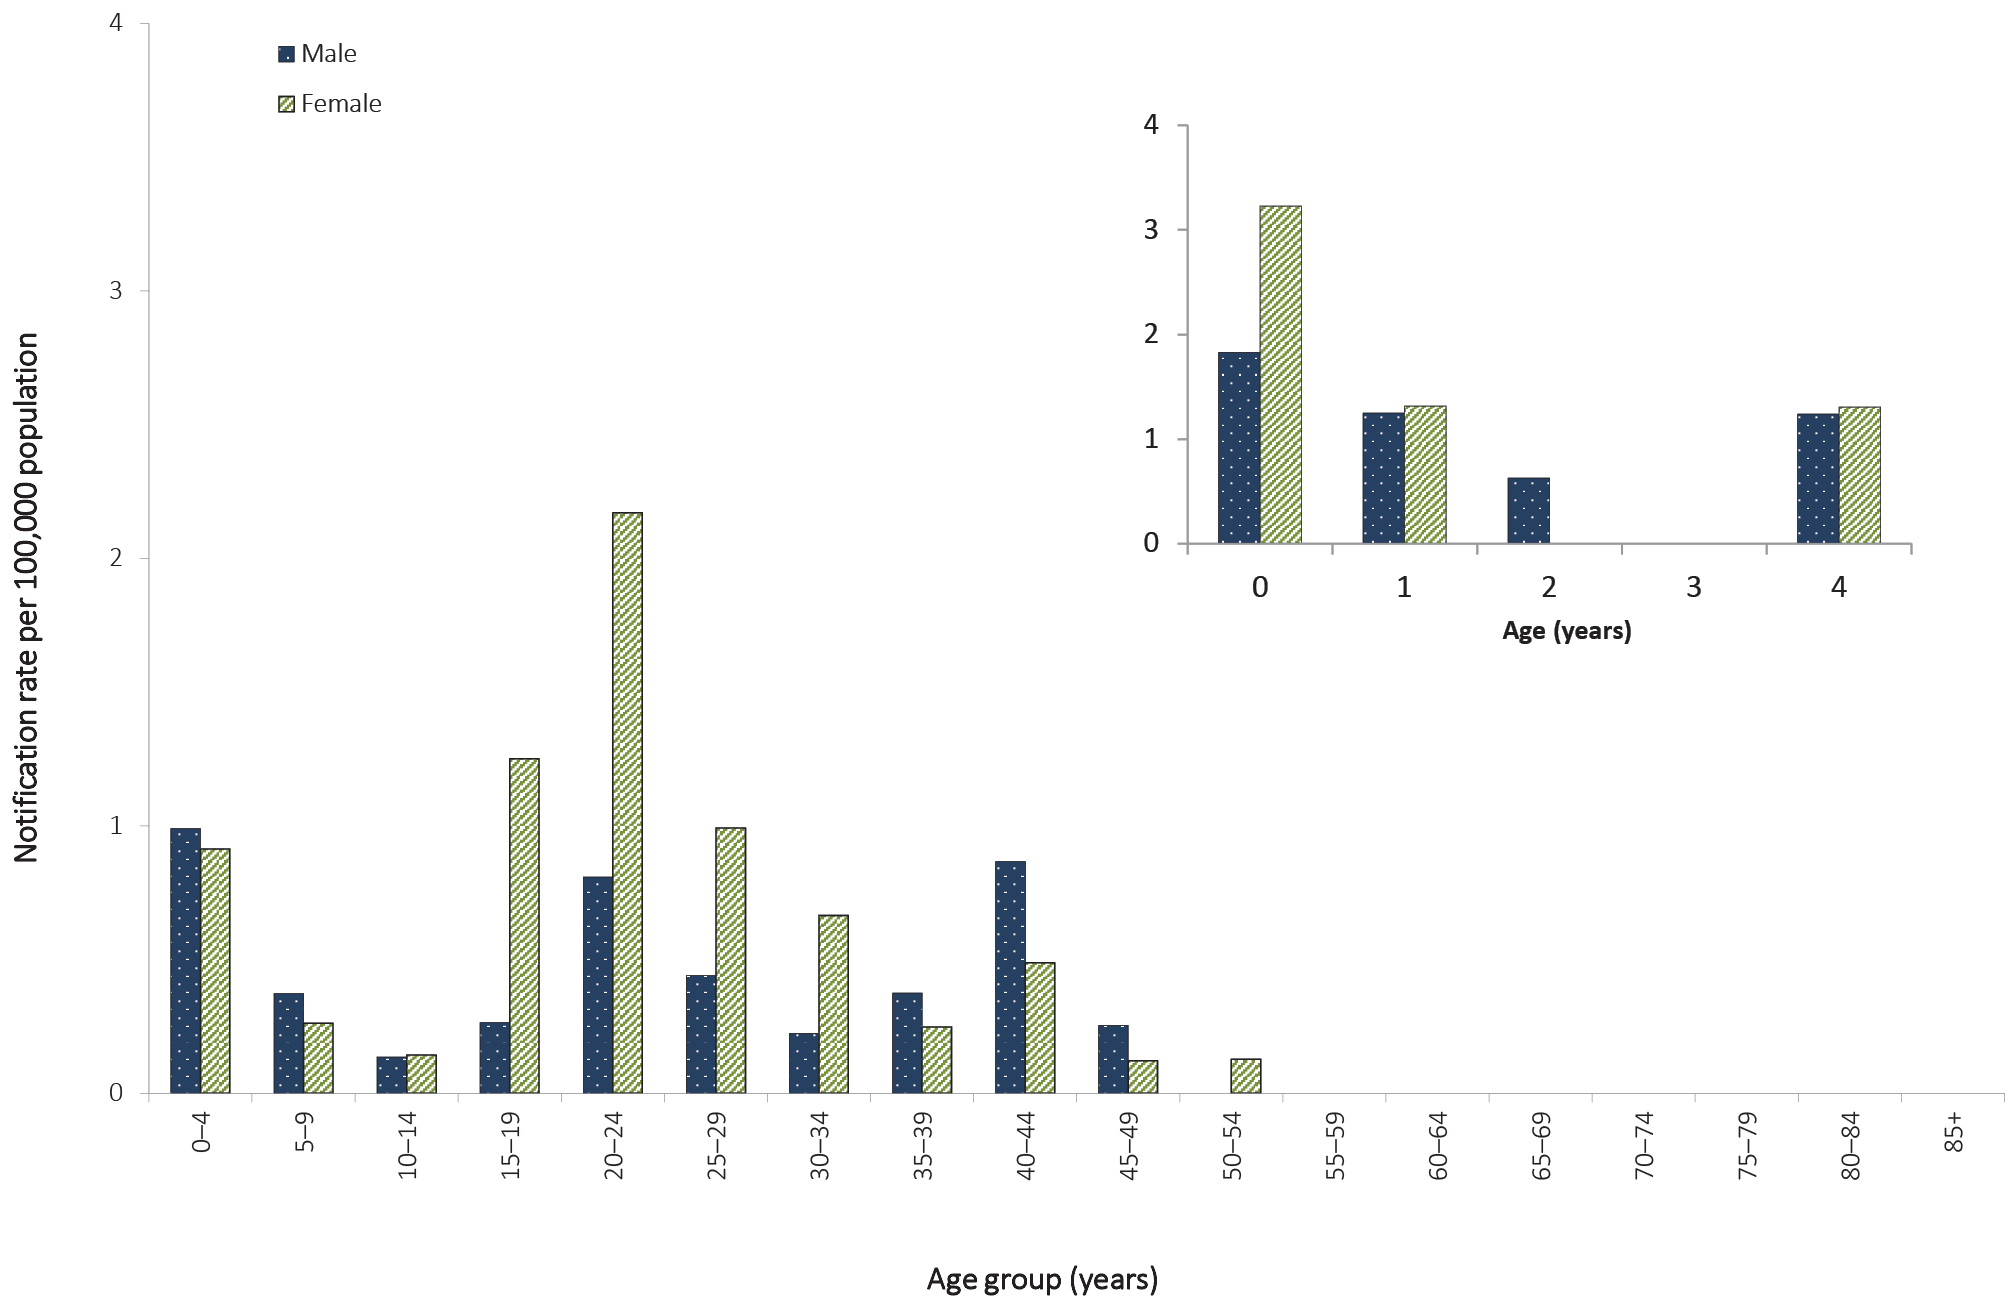 Notification rate per 100,000 population
4
3
2
1
0
Male
Female
4
3
2
1
0
0 1 2 3 4
Age (years)
0–4 5–9 10–14 15–19 20–24 25–29 30–34 35–39 40–44 45–49 50–54 55–59 60–64 65–69 70–74 75–79 80–84 85+
Age group (years)